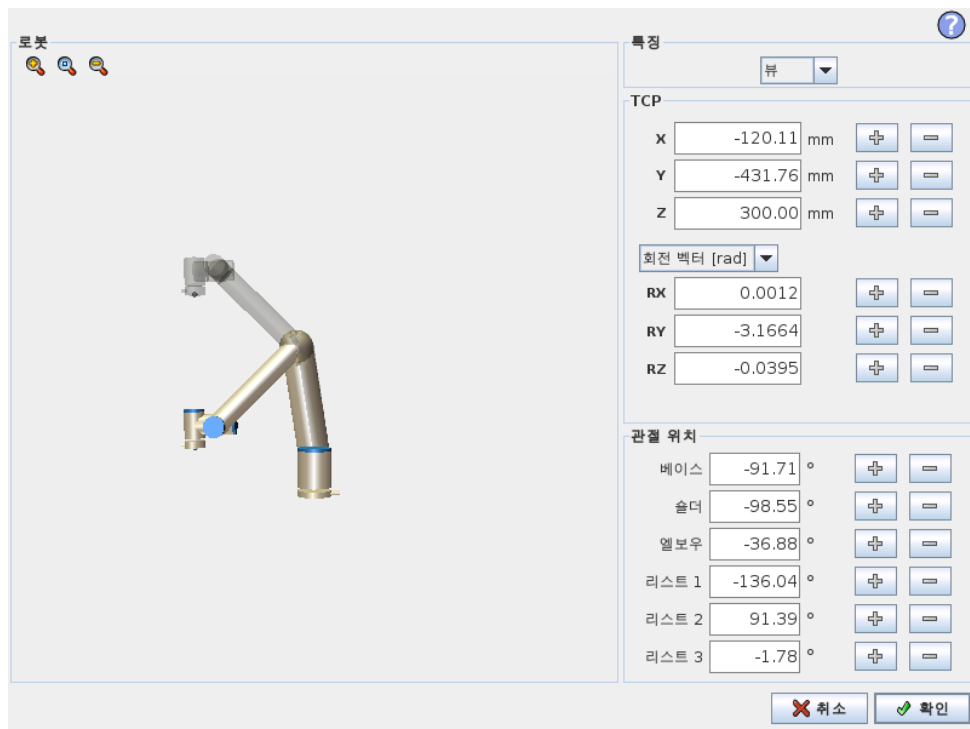 로봇
특징
뷰
TCP
X -120.11 mm
Y -431.76 mm
Z 300.00 mm
회전 벡터 [rad]
RX 0.0012
RY -3.1664
RZ -0.0395
관절 위치
베이스 -91.71 °
숄더 -98.55 °
엘보우 -36.88 °
리스트 1 -136.04 °
리스트 2 91.39 °
리스트 3 -1.78 °
취소 확인